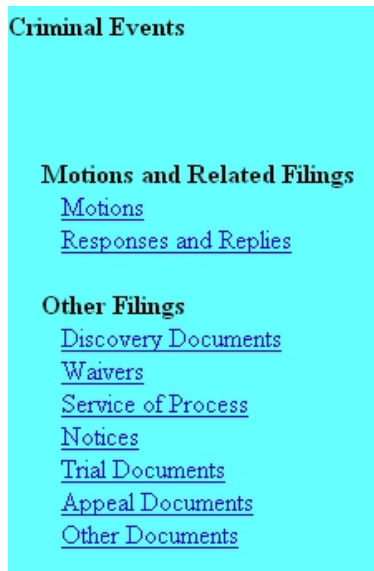 Criminal Events
Motions and Related Filings
Motions
Responses and Replies
Other Filings
Discovery Documents
Waivers
Service of Process
Notices
Trial Documents
Appeal Documents
Other Documents